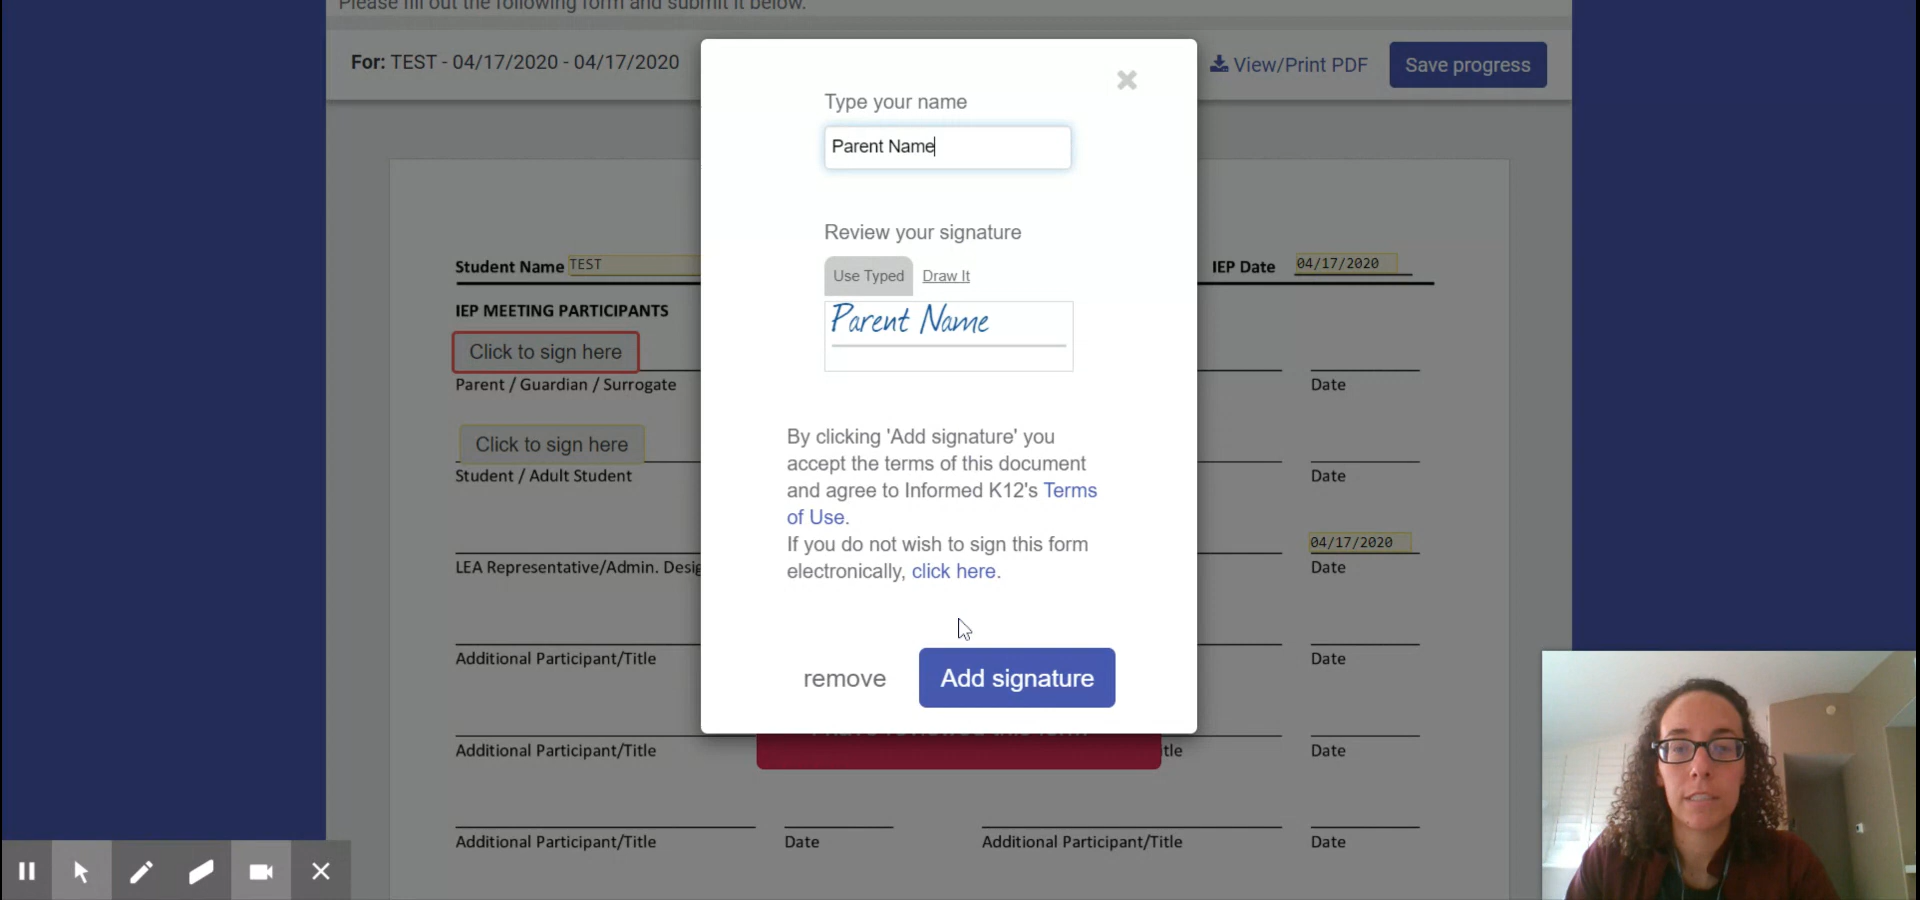 Please fill out the following form and submit it below.
For: TEST - 04/17/2020 - 04/17/2020
View/Print PDF
Save progress
Type your name
Parent Name
Review your signature
Use Typed
Draw It
Parent Name
By clicking 'Add signature' you
accept the terms of this document
and agree to Informed K12's Terms
of Use.
If you do not wish to sign this form
electronically, click here.
remove
Add signature
Student Name TEST
IEP Date 04/17/2020
IEP MEETING PARTICIPANTS
Click to sign here
Parent / Guardian / Surrogate
Date
Click to sign here
Student / Adult Student
Date
04/17/2020
LEA Representative/Admin.
Date
Additional Participant/Title
Date
I have reviewed this form
Additional Participant/Title
Date
Additional Participant/Title
Date
Additional Participant/Title
Date